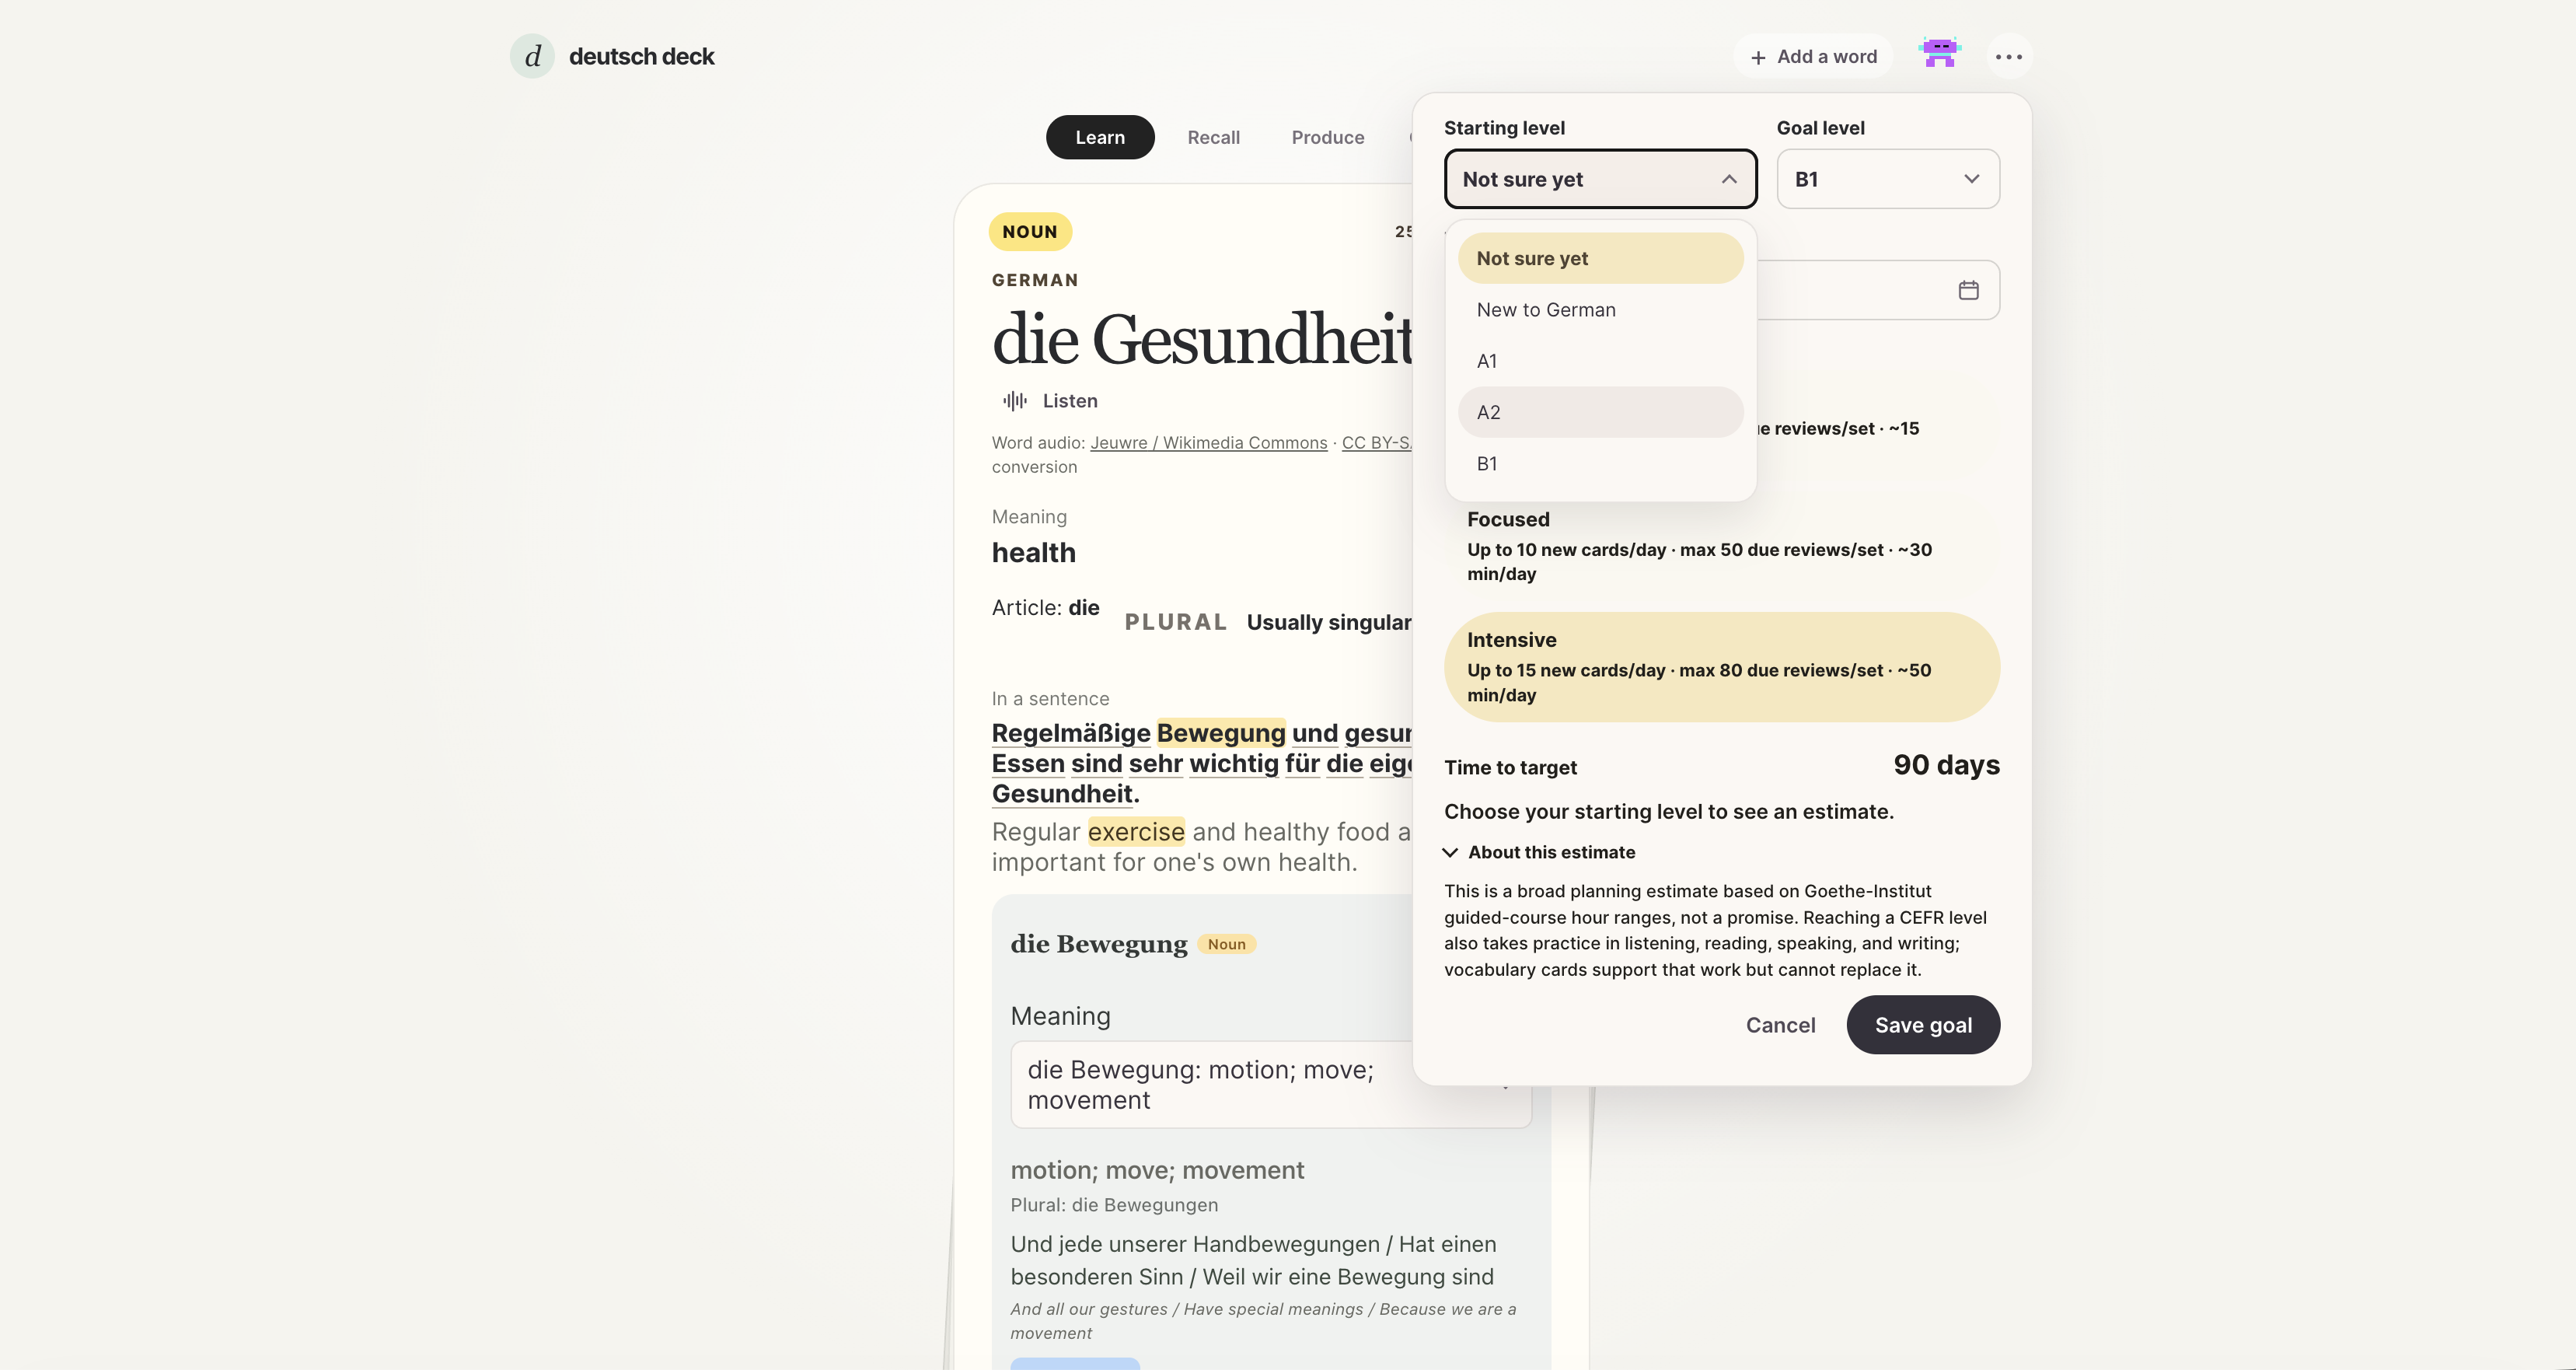 d deutsch deck
+ Add a word
Learn
Recall
Produce
NOUN
25
GERMAN
die Gesundheit
Listen
Word audio: Jeuwre / Wikimedia Commons · CC BY-S
conversion
Meaning
health
Article: die
PLURAL Usually singular
In a sentence
Regelmäßige Bewegung und gesun
Essen sind sehr wichtig für die eige
Gesundheit.
Regular exercise and healthy food a
important for one's own health.
die Bewegung Noun
Meaning
die Bewegung: motion; move;
movement
motion; move; movement
Plural: die Bewegungen
Und jede unserer Handbewegungen / Hat einen
besonderen Sinn / Weil wir eine Bewegung sind
And all our gestures / Have special meanings / Because we are a
movement
Starting level
Goal level
Not sure yet
B1
Not sure yet
New to German
A1
A2
B1
e reviews/set · ~15
Focused
Up to 10 new cards/day · max 50 due reviews/set · ~30
min/day
Intensive
Up to 15 new cards/day · max 80 due reviews/set · ~50
min/day
Time to target
90 days
Choose your starting level to see an estimate.
About this estimate
This is a broad planning estimate based on Goethe-Institut
guided-course hour ranges, not a promise. Reaching a CEFR level
also takes practice in listening, reading, speaking, and writing;
vocabulary cards support that work but cannot replace it.
Cancel
Save goal